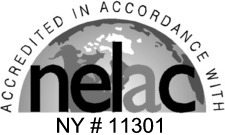 ACCREDITED IN ACCORDANCE WITH
nelac
NY # 11301